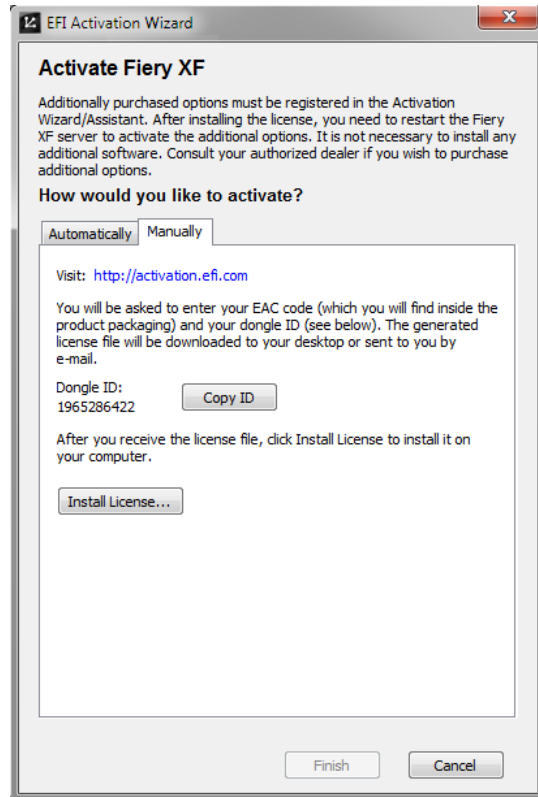 EFI Activation Wizard
Activate Fiery XF
Additionally purchased options must be registered in the Activation
Wizard/Assistant. After installing the license, you need to restart the Fiery
XF server to activate the additional options. It is not necessary to install any
additional software. Consult your authorized dealer if you wish to purchase
additional options.
How would you like to activate?
Automatically Manually
Visit: http://activation.efi.com
You will be asked to enter your EAC code (which you will find inside the
product packaging) and your dongle ID (see below). The generated
license file will be downloaded to your desktop or sent to you by
e-mail.
Dongle ID:
1965286422
Copy ID
After you receive the license file, click Install License to install it on
your computer.
Install License...
Finish Cancel